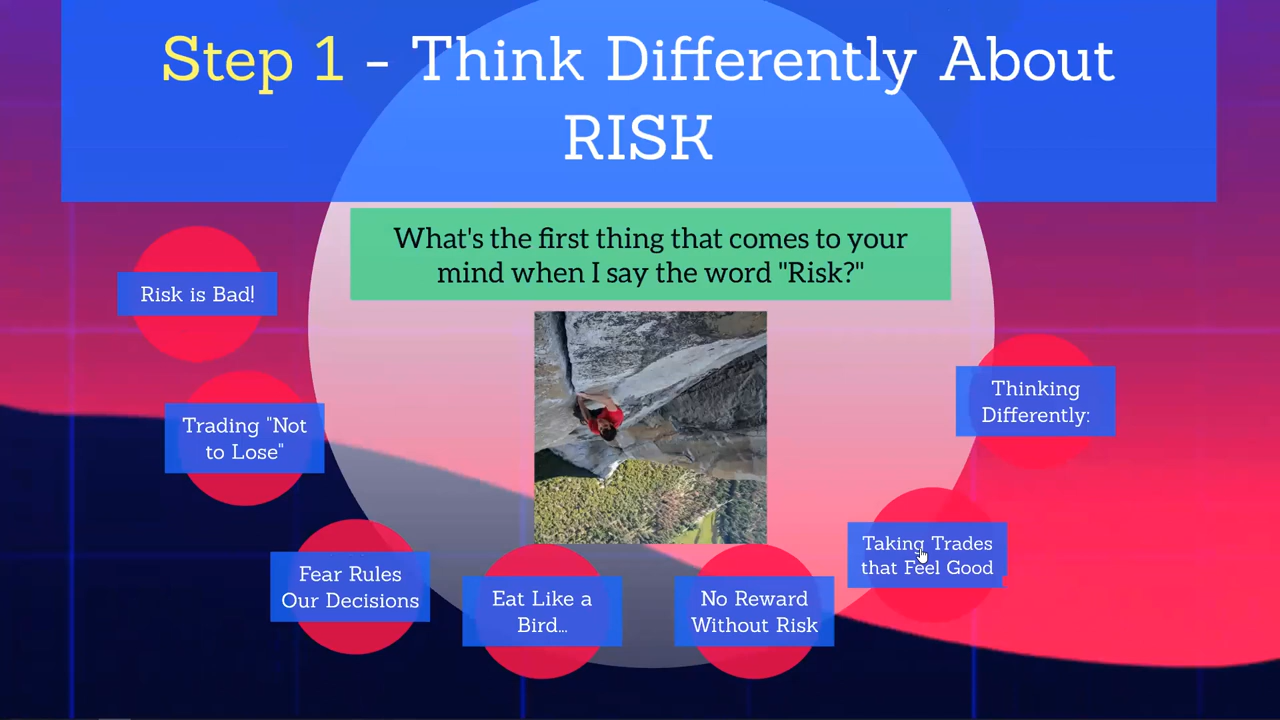 Step 1 - Think Differently About
RISK
What's the first thing that comes to your
mind when I say the word "Risk?"
Risk is Bad!
Trading "Not
to Lose"
Fear Rules
Our Decisions
Eat Like a
Bird...
No Reward
Without Risk
Taking Trades
that Feel Good
Thinking
Differently: